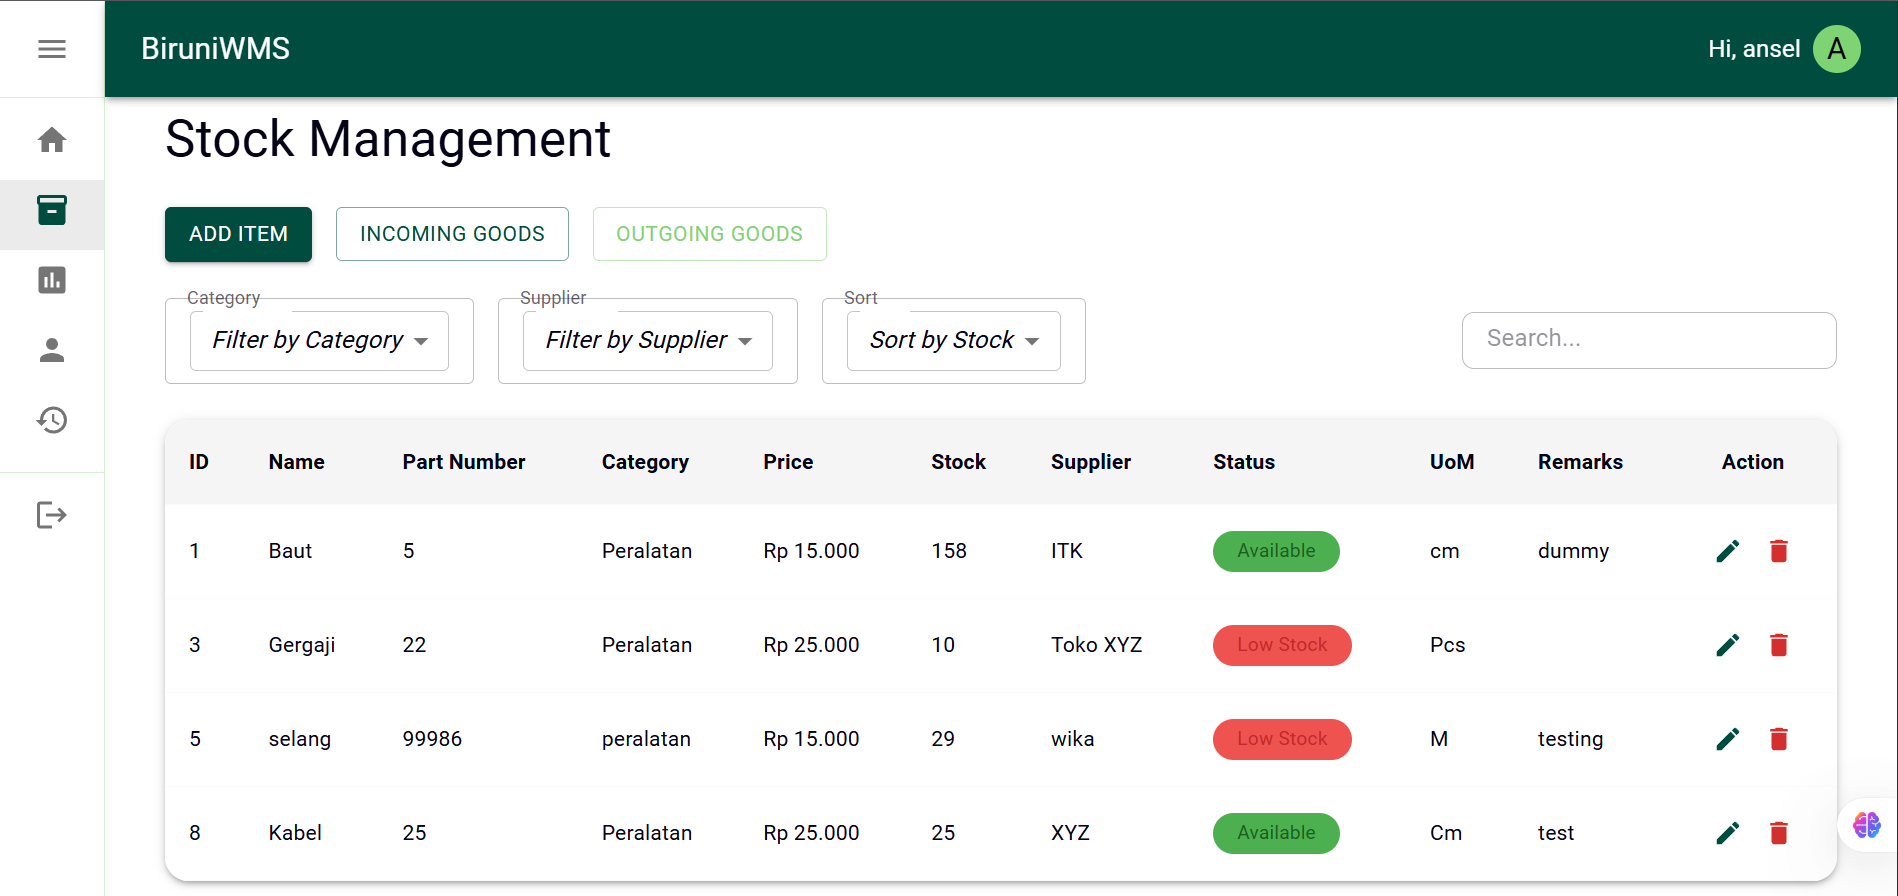 BiruniWMS
Hi, ansel A
Stock Management
ADD ITEM INCOMING GOODS OUTGOING GOODS
Category Supplier Sort
Filter by Category Filter by Supplier Sort by Stock Search...
ID Name Part Number Category Price Stock Supplier Status UoM Remarks Action
1 Baut 5 Peralatan Rp 15.000 158 ITK Available cm dummy
3 Gergaji 22 Peralatan Rp 25.000 10 Toko XYZ Low Stock Pcs
5 selang 99986 peralatan Rp 15.000 29 wika Low Stock M testing
8 Kabel 25 Peralatan Rp 25.000 25 XYZ Available Cm test